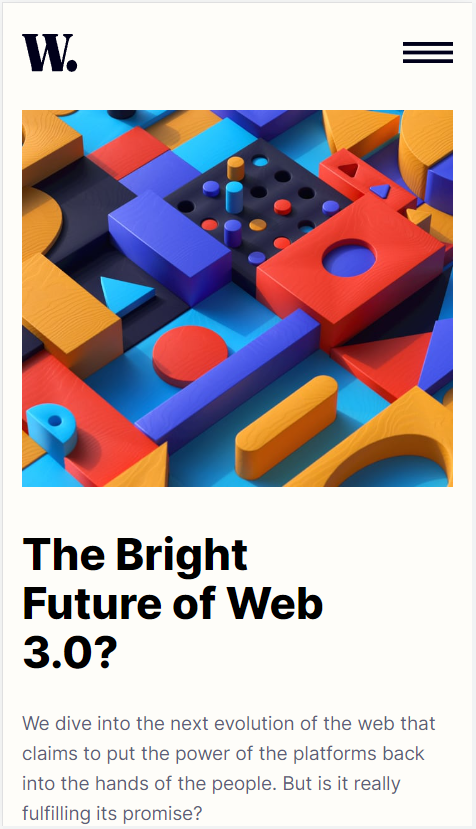 W.
The Bright
Future of Web
3.0?
We dive into the next evolution of the web that
claims to put the power of the platforms back
into the hands of the people. But is it really
fulfilling its promise?